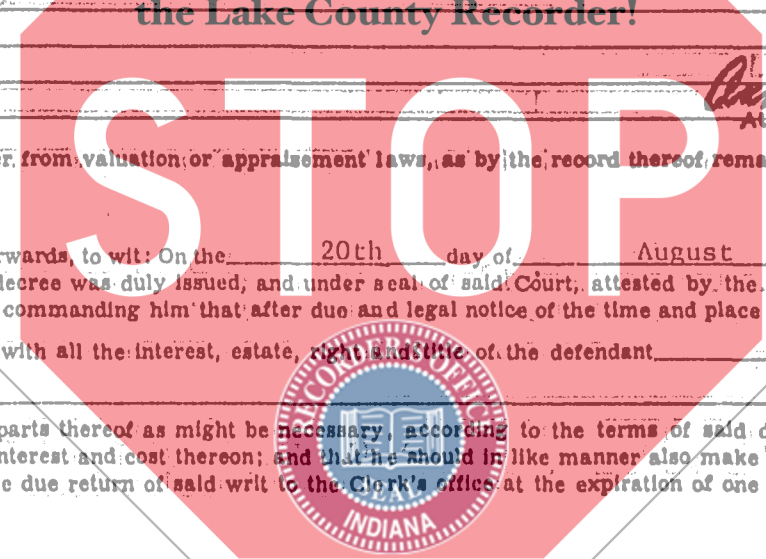 the Lake County Recorder!
STOP
from valuation or appraisement laws, as by the record thereof
to wit: On the 20th day of August
decree was duly issued, and under seal of said Court, attested by the
commanding him that after due and legal notice of the time and place
with all the interest, estate, right and title of the defendant
parts thereof as might be necessary, according to the terms of said
interest and cost thereon; and that he should in like manner also make
due return of said writ to the Clerk's office at the expiration of one
RECORDER'S OFFICE
SEAL
INDIANA